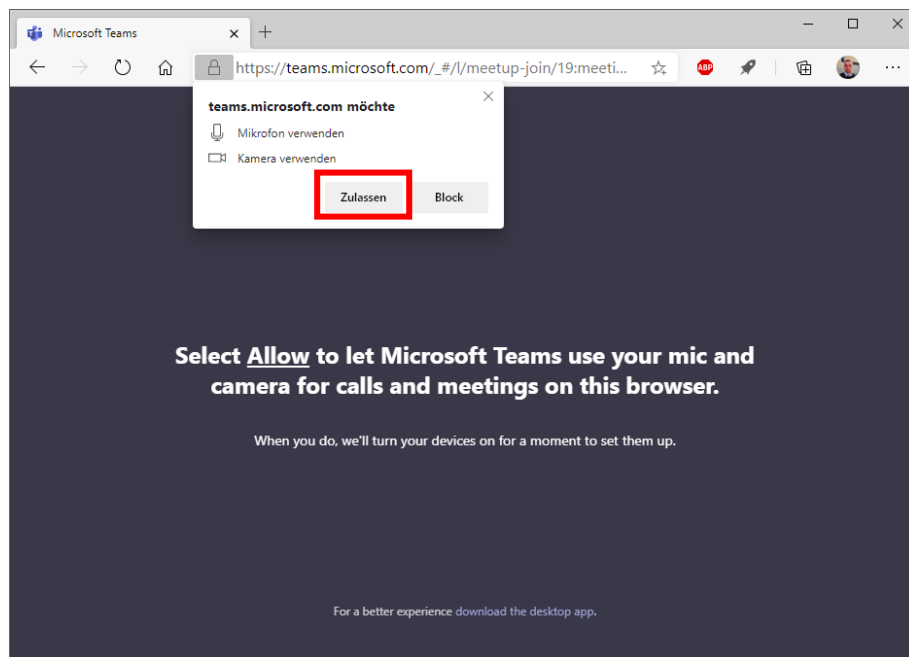 Microsoft Teams
https://teams.microsoft.com/_#/l/meetup-join/19:meeti...
ABP
teams.microsoft.com möchte
Mikrofon verwenden
Kamera verwenden
Zulassen
Block
Select Allow to let Microsoft Teams use your mic and
camera for calls and meetings on this browser.
When you do, we'll turn your devices on for a moment to set them up.
For a better experience download the desktop app.